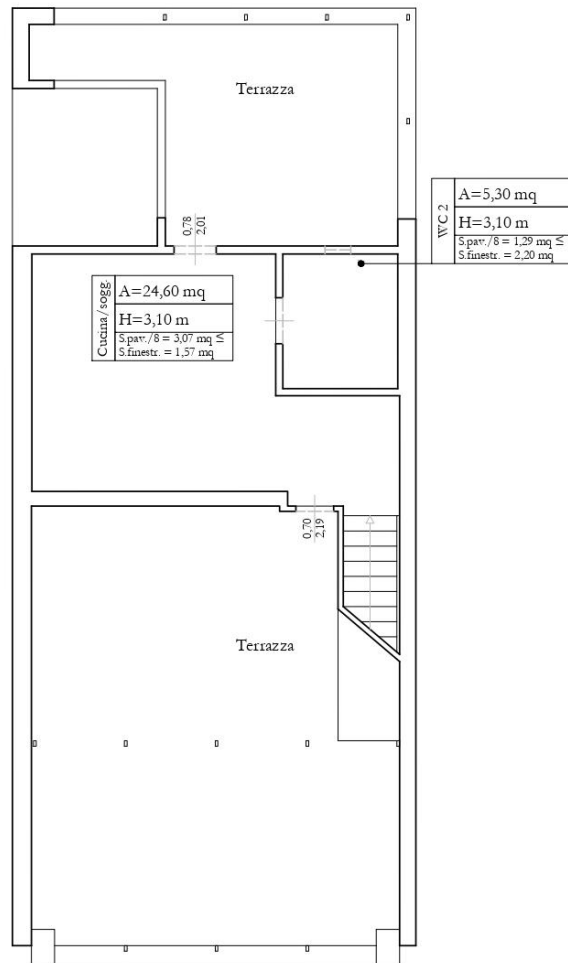 Terrazza
WC 2
A=5,30 mq
H=3,10 m
S.pav./8 = 1,29 mq ≤
S.finestr. = 2,20 mq
0,78
2,01
Cucina/sogg.
A=24,60 mq
H=3,10 m
S.pav./8 = 3,07 mq ≤
S.finestr. = 1,57 mq
0,70
2,19
Terrazza